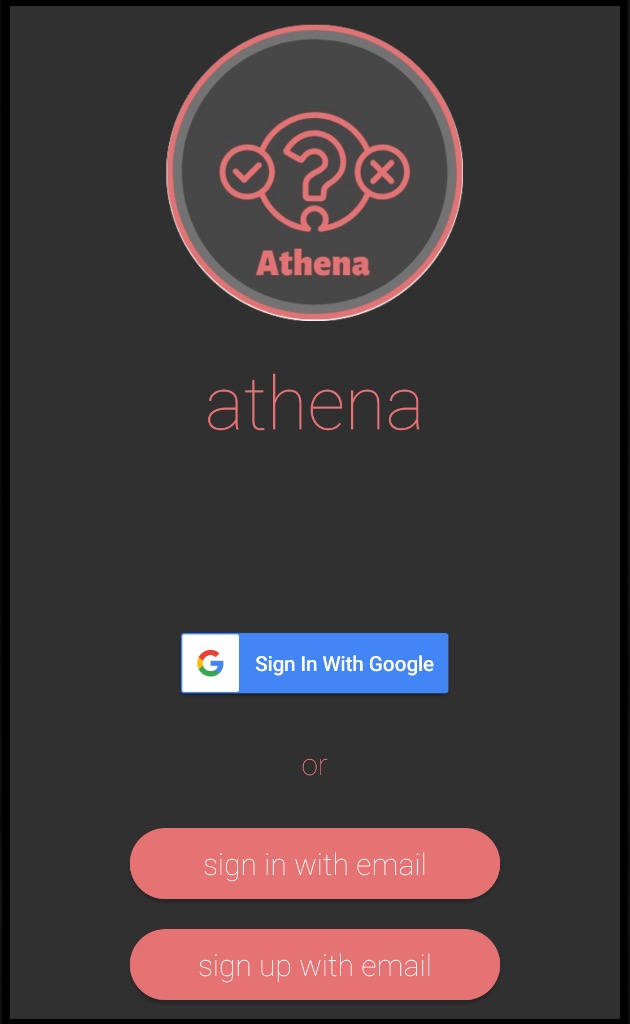 Athena
athena
Sign In With Google
or
sign in with email
sign up with email